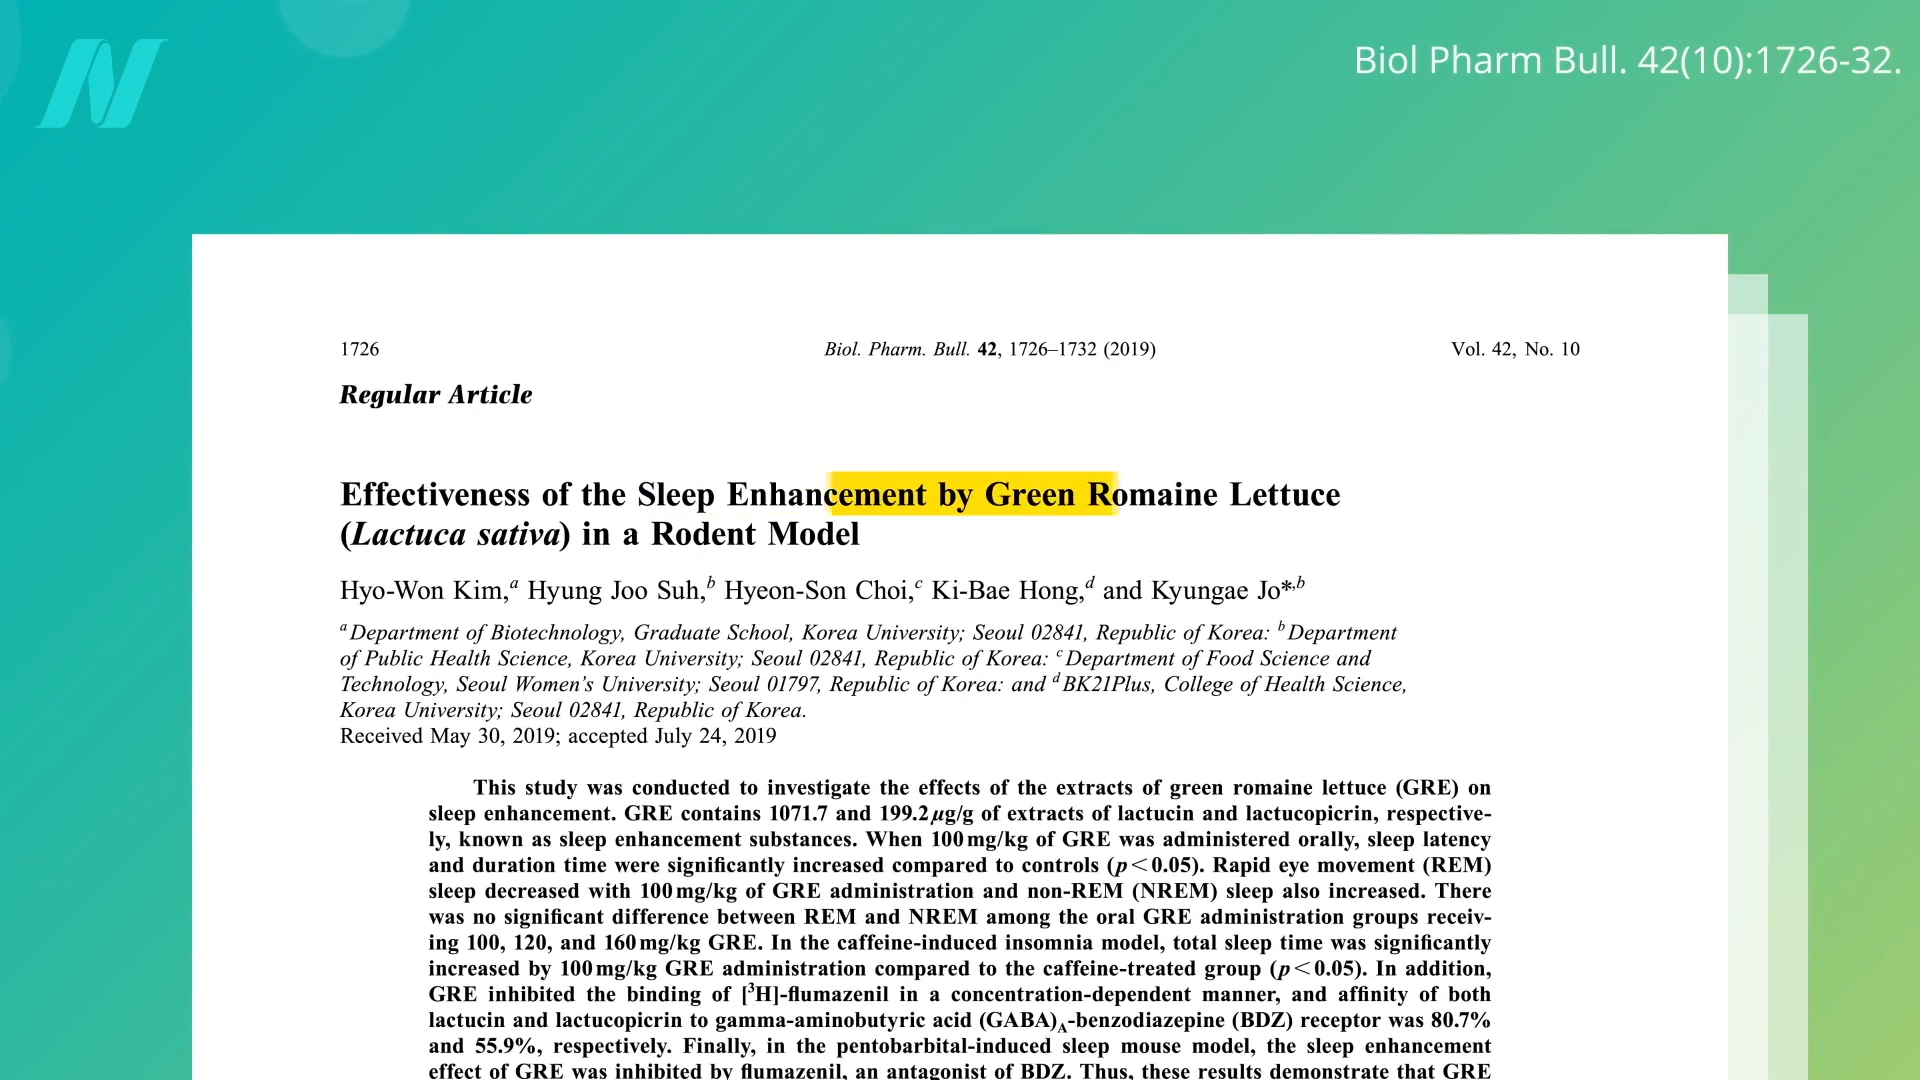 Biol Pharm Bull. 42(10):1726-32.
1726 Biol. Pharm. Bull. 42, 1726–1732 (2019) Vol. 42, No. 10
Regular Article
Effectiveness of the Sleep Enhancement by Green Romaine Lettuce
(Lactuca sativa) in a Rodent Model
Hyo-Won Kim,a Hyung Joo Suh,b Hyeon-Son Choi,c Ki-Bae Hong,d and Kyungae Jo*,b
a Department of Biotechnology, Graduate School, Korea University; Seoul 02841, Republic of Korea: b Department
of Public Health Science, Korea University; Seoul 02841, Republic of Korea: c Department of Food Science and
Technology, Seoul Women's University; Seoul 01797, Republic of Korea: and d BK21Plus, College of Health Science,
Korea University; Seoul 02841, Republic of Korea.
Received May 30, 2019; accepted July 24, 2019
This study was conducted to investigate the effects of the extracts of green romaine lettuce (GRE) on
sleep enhancement. GRE contains 1071.7 and 199.2 µg/g of extracts of lactucin and lactucopicrin, respective-
ly, known as sleep enhancement substances. When 100 mg/kg of GRE was administered orally, sleep latency
and duration time were significantly increased compared to controls (p < 0.05). Rapid eye movement (REM)
sleep decreased with 100 mg/kg of GRE administration and non-REM (NREM) sleep also increased. There
was no significant difference between REM and NREM among the oral GRE administration groups receiv-
ing 100, 120, and 160 mg/kg GRE. In the caffeine-induced insomnia model, total sleep time was significantly
increased by 100 mg/kg GRE administration compared to the caffeine-treated group (p < 0.05). In addition,
GRE inhibited the binding of [3H]-flumazenil in a concentration-dependent manner, and affinity of both
lactucin and lactucopicrin to gamma-aminobutyric acid (GABA)A-benzodiazepine (BDZ) receptor was 80.7%
and 55.9%, respectively. Finally, in the pentobarbital-induced sleep mouse model, the sleep enhancement
effect of GRE was inhibited by flumazenil, an antagonist of BDZ. Thus, these results demonstrate that GRE